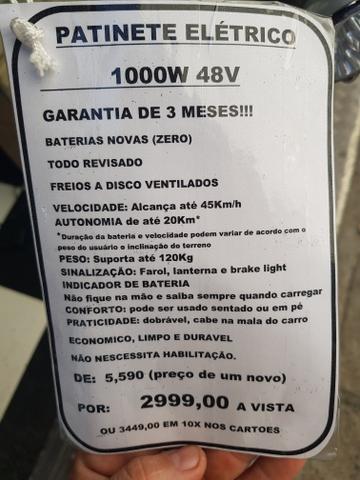 PATINETE ELÉTRICO
1000W 48V
GARANTIA DE 3 MESES!!!
BATERIAS NOVAS (ZERO)
TODO REVISADO
FREIOS A DISCO VENTILADOS
VELOCIDADE: Alcança até 45Km/h
AUTONOMIA de até 20Km*
*Duração da bateria e velocidade podem variar de acordo com o
peso do usuário o inclinação do terreno
PESO: Suporta até 120Kg
SINALIZAÇÃO: Farol, lanterna e brake light
INDICADOR DE BATERIA
Não fique na mão e saiba sempre quando carregar
CONFORTO: pode ser usado sentado ou em pé
PRATICIDADE: dobrável, cabe na mala do carro
ECONOMICO, LIMPO E DURAVEL
NÃO NESCESSITA HABILITAÇÃO.
DE: 5,590 (preço de um novo)
POR: 2999,00 A VISTA
OU 3449,00 EM 10X NOS CARTOES